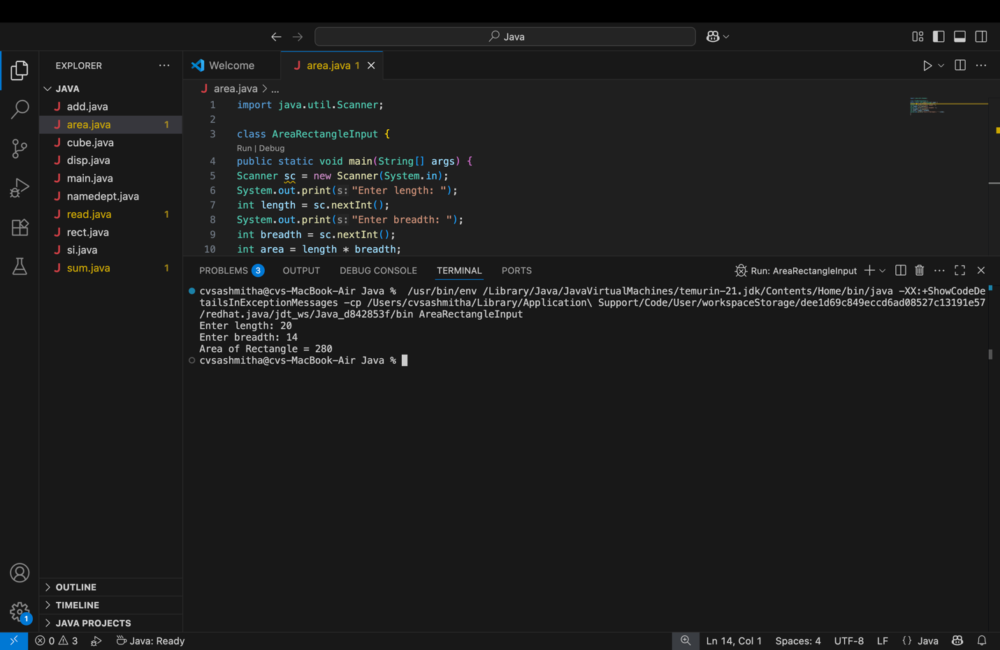 Java
EXPLORER
Welcome
area.java 1
JAVA
add.java
area.java 1
cube.java
disp.java
main.java
namedept.java
read.java 1
rect.java
si.java
sum.java 1
area.java > ...
1 import java.util.Scanner;
2
3 class AreaRectangleInput {
Run | Debug
4 public static void main(String[] args) {
5 Scanner sc = new Scanner(System.in);
6 System.out.print(s: "Enter length: ");
7 int length = sc.nextInt();
8 System.out.print(s: "Enter breadth: ");
9 int breadth = sc.nextInt();
10 int area = length * breadth;
PROBLEMS 3 OUTPUT DEBUG CONSOLE TERMINAL PORTS Run: AreaRectangleInput
cvsashmitha@cvs-MacBook-Air Java % /usr/bin/env /Library/Java/JavaVirtualMachines/temurin-21.jdk/Contents/Home/bin/java -XX:+ShowCodeDe
tailsInExceptionMessages -cp /Users/cvsashmitha/Library/Application\ Support/Code/User/workspaceStorage/dee1d69c849eccd6ad08527c13191e57
/redhat.java/jdt_ws/Java_d842853f/bin AreaRectangleInput
Enter length: 20
Enter breadth: 14
Area of Rectangle = 280
cvsashmitha@cvs-MacBook-Air Java %
OUTLINE
TIMELINE
JAVA PROJECTS
1
0 3 Java: Ready Ln 14, Col 1 Spaces: 4 UTF-8 LF {} Java